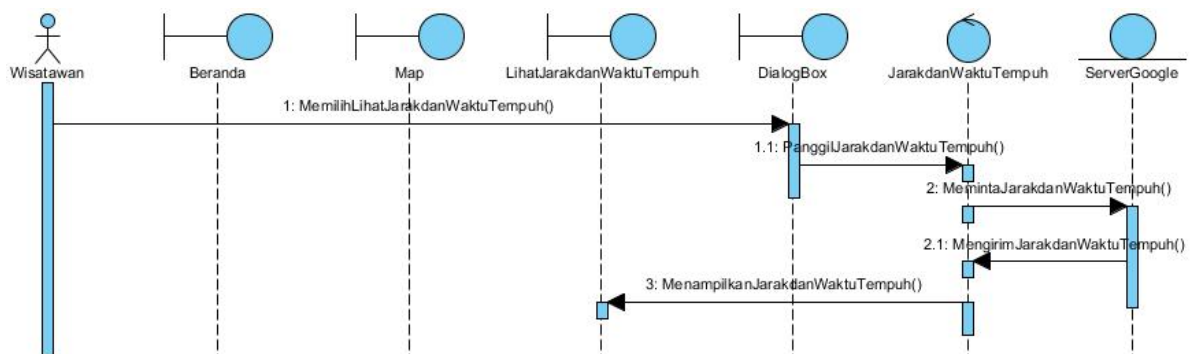 Wisatawan
Beranda
Map
LihatJarakdanWaktuTempuh
DialogBox
JarakdanWaktuTempuh
ServerGoogle
1: MemilihLihatJarakdanWaktuTempuh()
1.1: PanggilJarakdanWaktuTempuh()
2: MemintaJarakdanWaktuTempuh()
2.1: MengirimJarakdanWaktuTempuh()
3: MenampilkanJarakdanWaktuTempuh()